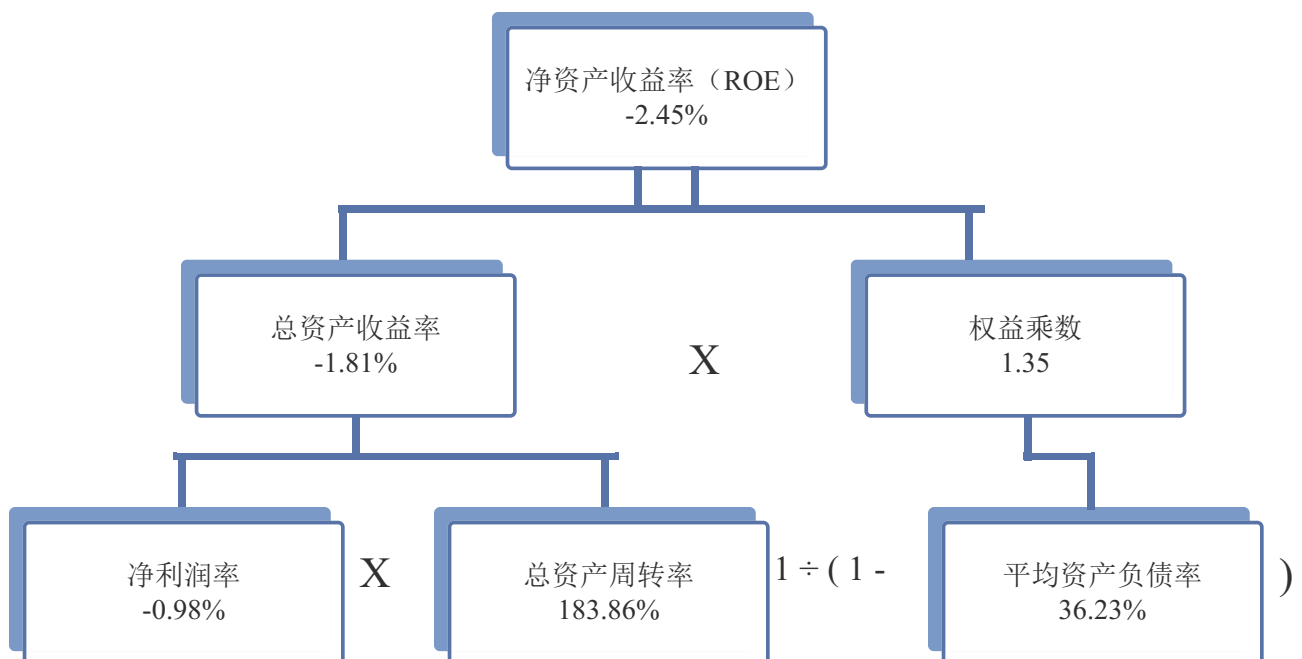 净资产收益率（ROE）
-2.45%
总资产收益率
-1.81%
X
权益乘数
1.35
净利润率
-0.98%
X
总资产周转率
183.86%
1 ÷ ( 1 -
平均资产负债率
36.23%
)